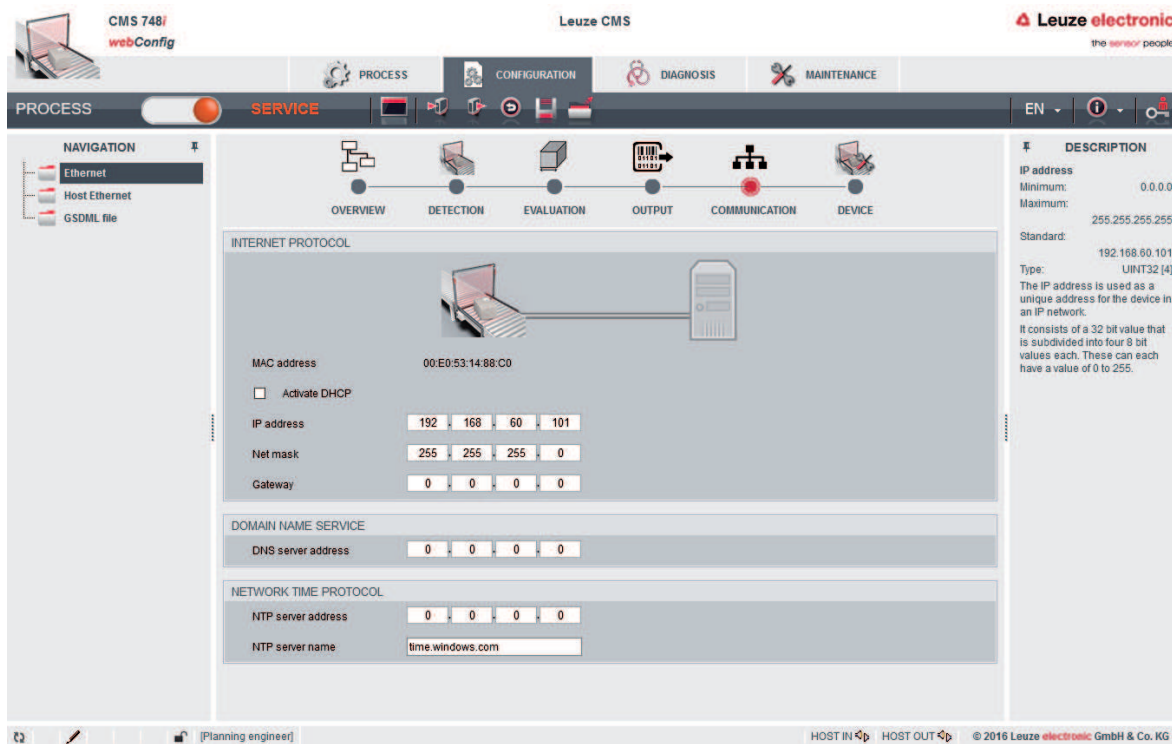 CMS 748i
webConfig
Leuze CMS
Leuze electronic
the sensor people
PROCESS
CONFIGURATION
DIAGNOSIS
MAINTENANCE
PROCESS
SERVICE
EN
NAVIGATION
Ethernet
Host Ethernet
GSDML file
OVERVIEW
DETECTION
EVALUATION
OUTPUT
COMMUNICATION
DEVICE
INTERNET PROTOCOL
MAC address 00:E0:53:14:88:C0
Activate DHCP
IP address 192 . 168 . 60 . 101
Net mask 255 . 255 . 255 . 0
Gateway 0 . 0 . 0 . 0
DOMAIN NAME SERVICE
DNS server address 0 . 0 . 0 . 0
NETWORK TIME PROTOCOL
NTP server address 0 . 0 . 0 . 0
NTP server name time.windows.com
DESCRIPTION
IP address
Minimum: 0.0.0.0
Maximum:
255.255.255.255
Standard:
192.168.60.101
Type: UINT32 [4]
The IP address is used as a
unique address for the device in
an IP network.
It consists of a 32 bit value that
is subdivided into four 8 bit
values each. These can each
have a value of 0 to 255.
[Planning engineer]
HOST IN
HOST OUT
© 2016 Leuze electronic GmbH & Co. KG